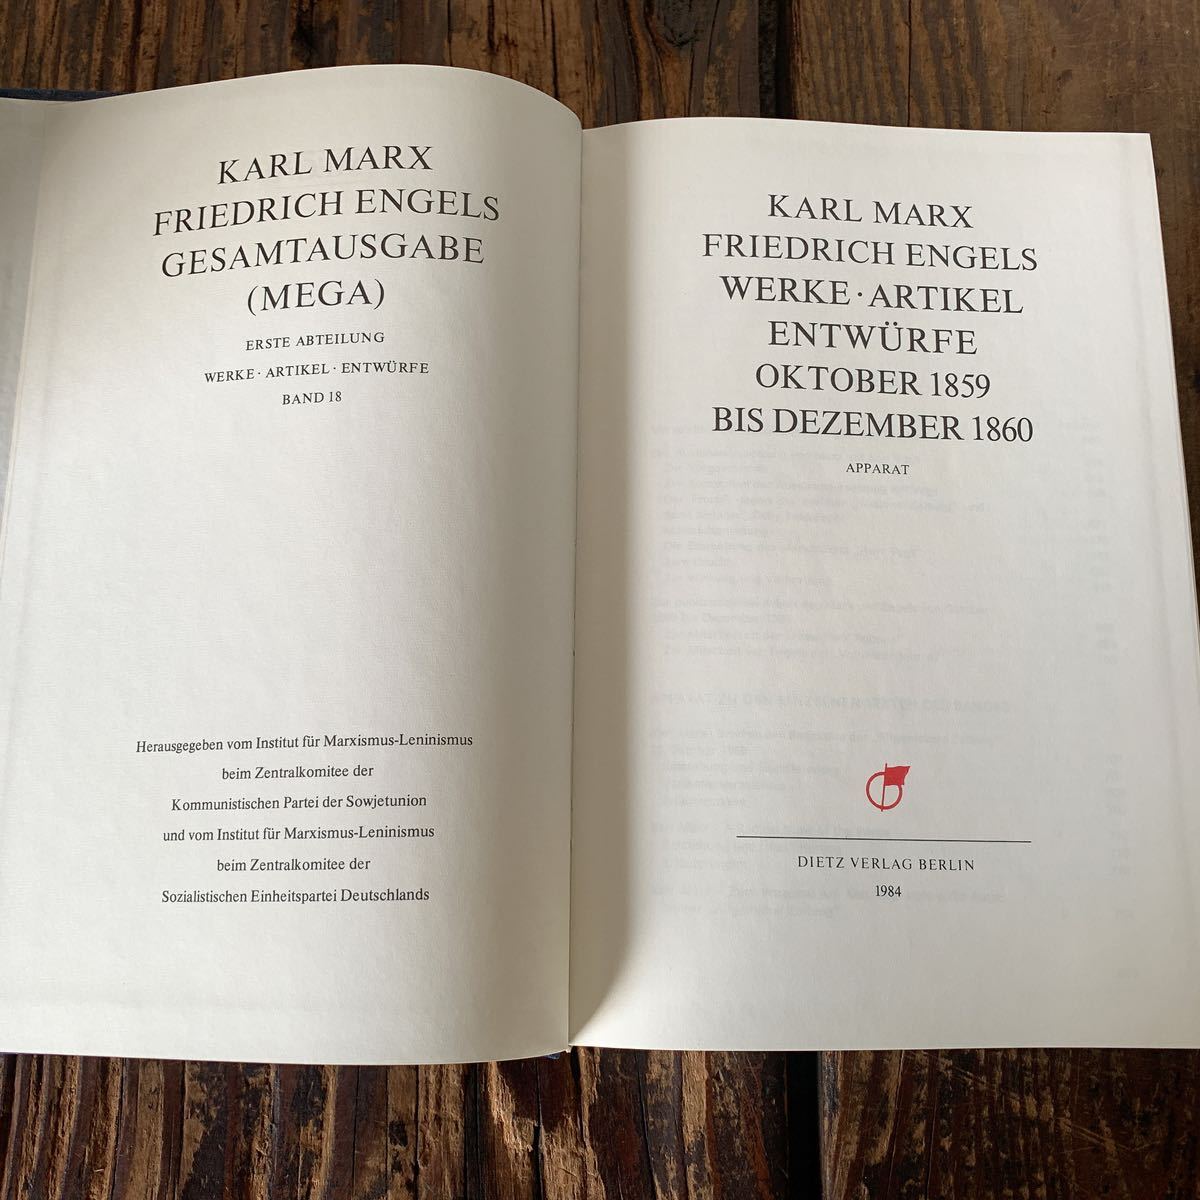 KARL MARX
FRIEDRICH ENGELS
GESAMTAUSGABE
(MEGA)
ERSTE ABTEILUNG
WERKE · ARTIKEL · ENTWÜRFE
BAND 18
Herausgegeben vom Institut für Marxismus-Leninismus
beim Zentralkomitee der
Kommunistischen Partei der Sowjetunion
und vom Institut für Marxismus-Leninismus
beim Zentralkomitee der
Sozialistischen Einheitspartei Deutschlands
KARL MARX
FRIEDRICH ENGELS
WERKE · ARTIKEL
ENTWÜRFE
OKTOBER 1859
BIS DEZEMBER 1860
APPARAT
DIETZ VERLAG BERLIN
1984